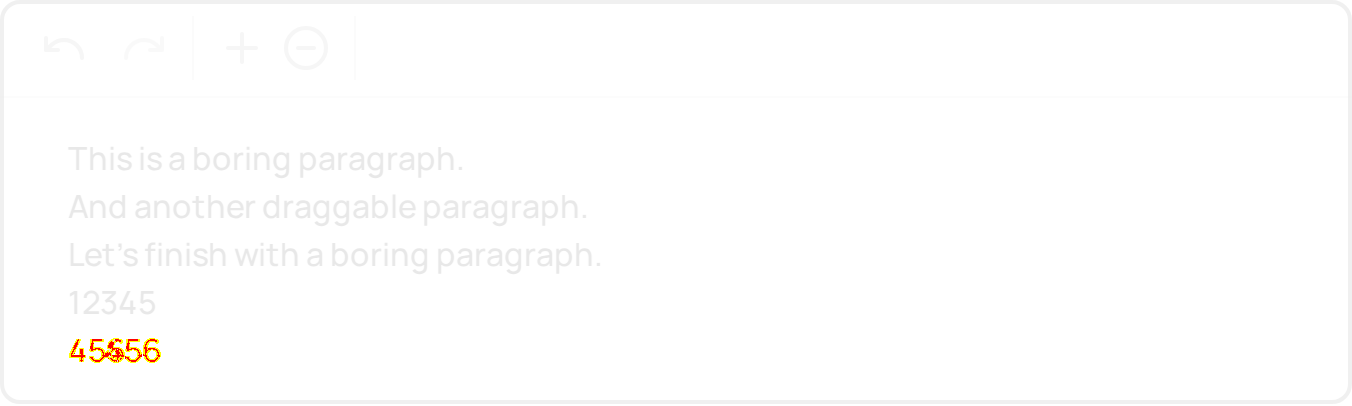 This is a boring paragraph.
And another draggable paragraph.
Let's finish with a boring paragraph.
12345